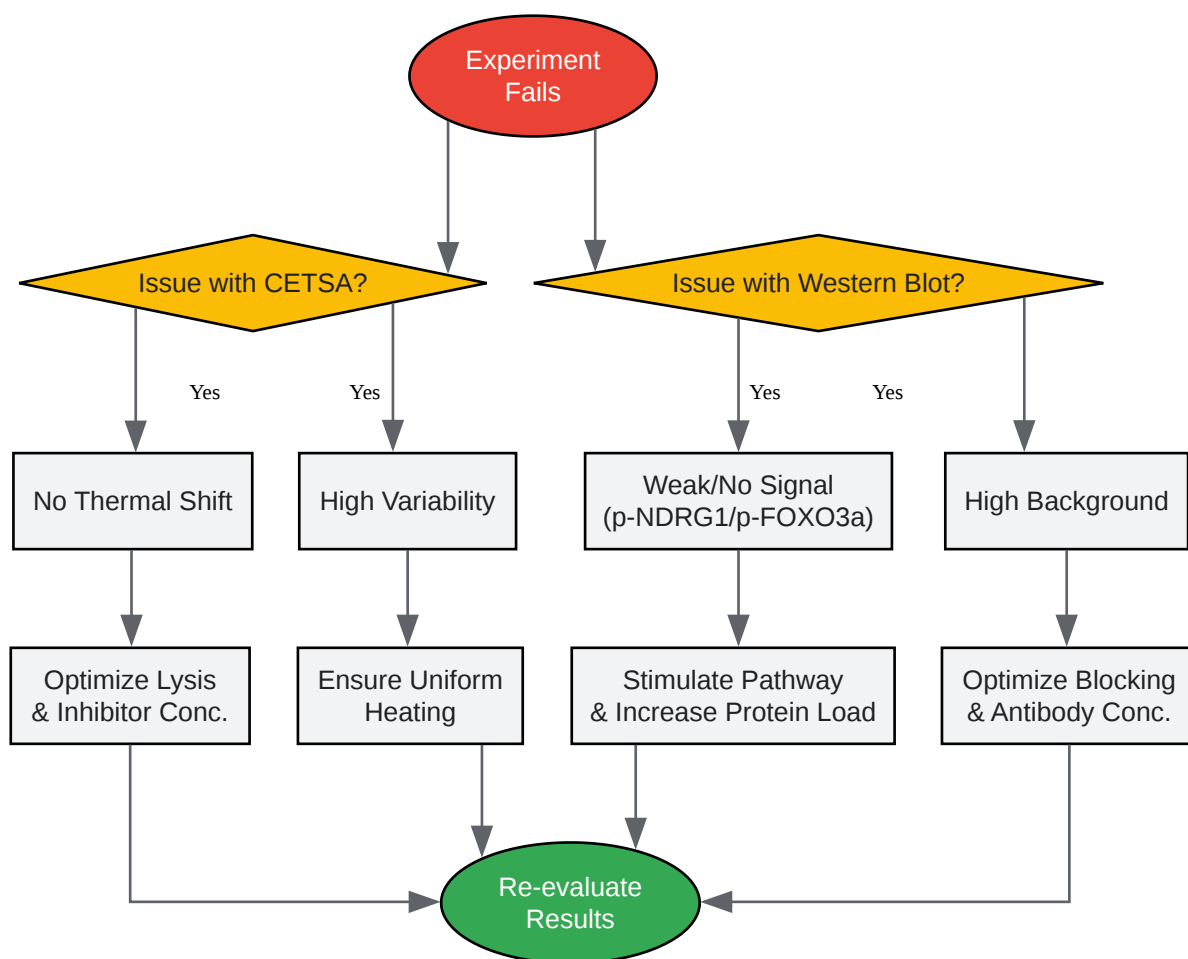 Experiment
Fails
Issue with CETSA?
Issue with Western Blot?
Yes
Yes
Yes
Yes
No Thermal Shift
High Variability
Weak/No Signal
(p-NDRG1/p-FOXO3a)
High Background
Optimize Lysis
& Inhibitor Conc.
Ensure Uniform
Heating
Stimulate Pathway
& Increase Protein Load
Optimize Blocking
& Antibody Conc.
Re-evaluate
Results